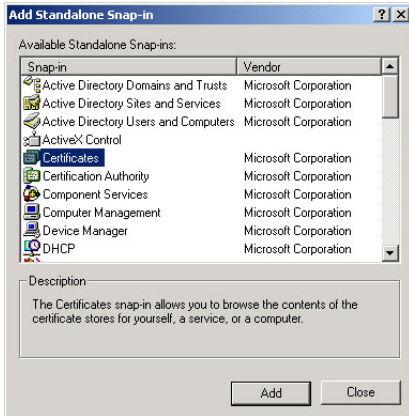 Add Standalone Snap-in
Available Standalone Snap-ins:
Snap-in Vendor
Active Directory Domains and Trusts Microsoft Corporation
Active Directory Sites and Services Microsoft Corporation
Active Directory Users and Computers Microsoft Corporation
ActiveX Control
Certificates Microsoft Corporation
Certification Authority Microsoft Corporation
Component Services Microsoft Corporation
Computer Management Microsoft Corporation
Device Manager Microsoft Corporation
DHCP Microsoft Corporation
Description
The Certificates snap-in allows you to browse the contents of the
certificate stores for yourself, a service, or a computer.
Add Close